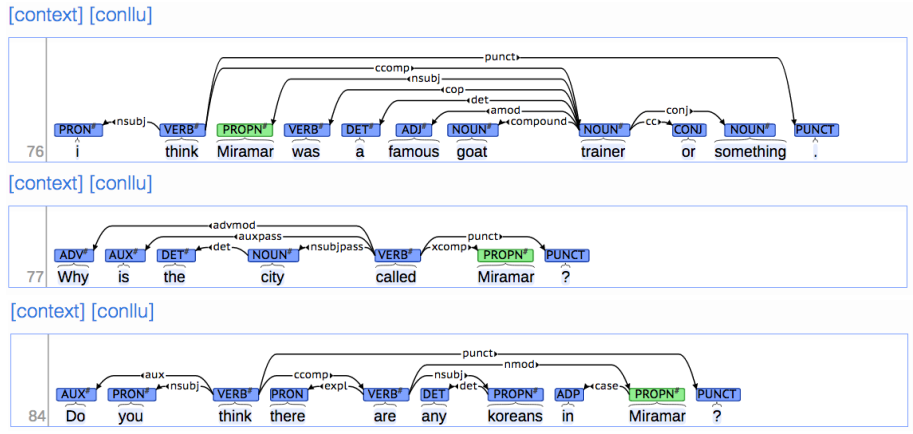 [context] [conllu]
punct
ccomp
nsubj
cop
det
amod
nsubj compound conj cc
PRON# VERB# PROPN# VERB# DET# ADJ# NOUN# NOUN# CONJ NOUN# PUNCT
76 i think Miramar was a famous goat trainer or something .
[context] [conllu]
advmod
auxpass punct
det nsubjpass xcomp
ADV# AUX# DET# NOUN# VERB# PROPN# PUNCT
77 Why is the city called Miramar ?
[context] [conllu]
punct
nmod
aux ccomp nsubj
nsubj expl det case
AUX# PRON# VERB# PRON VERB# DET PROPN# ADP PROPN# PUNCT
84 Do you think there are any koreans in Miramar ?